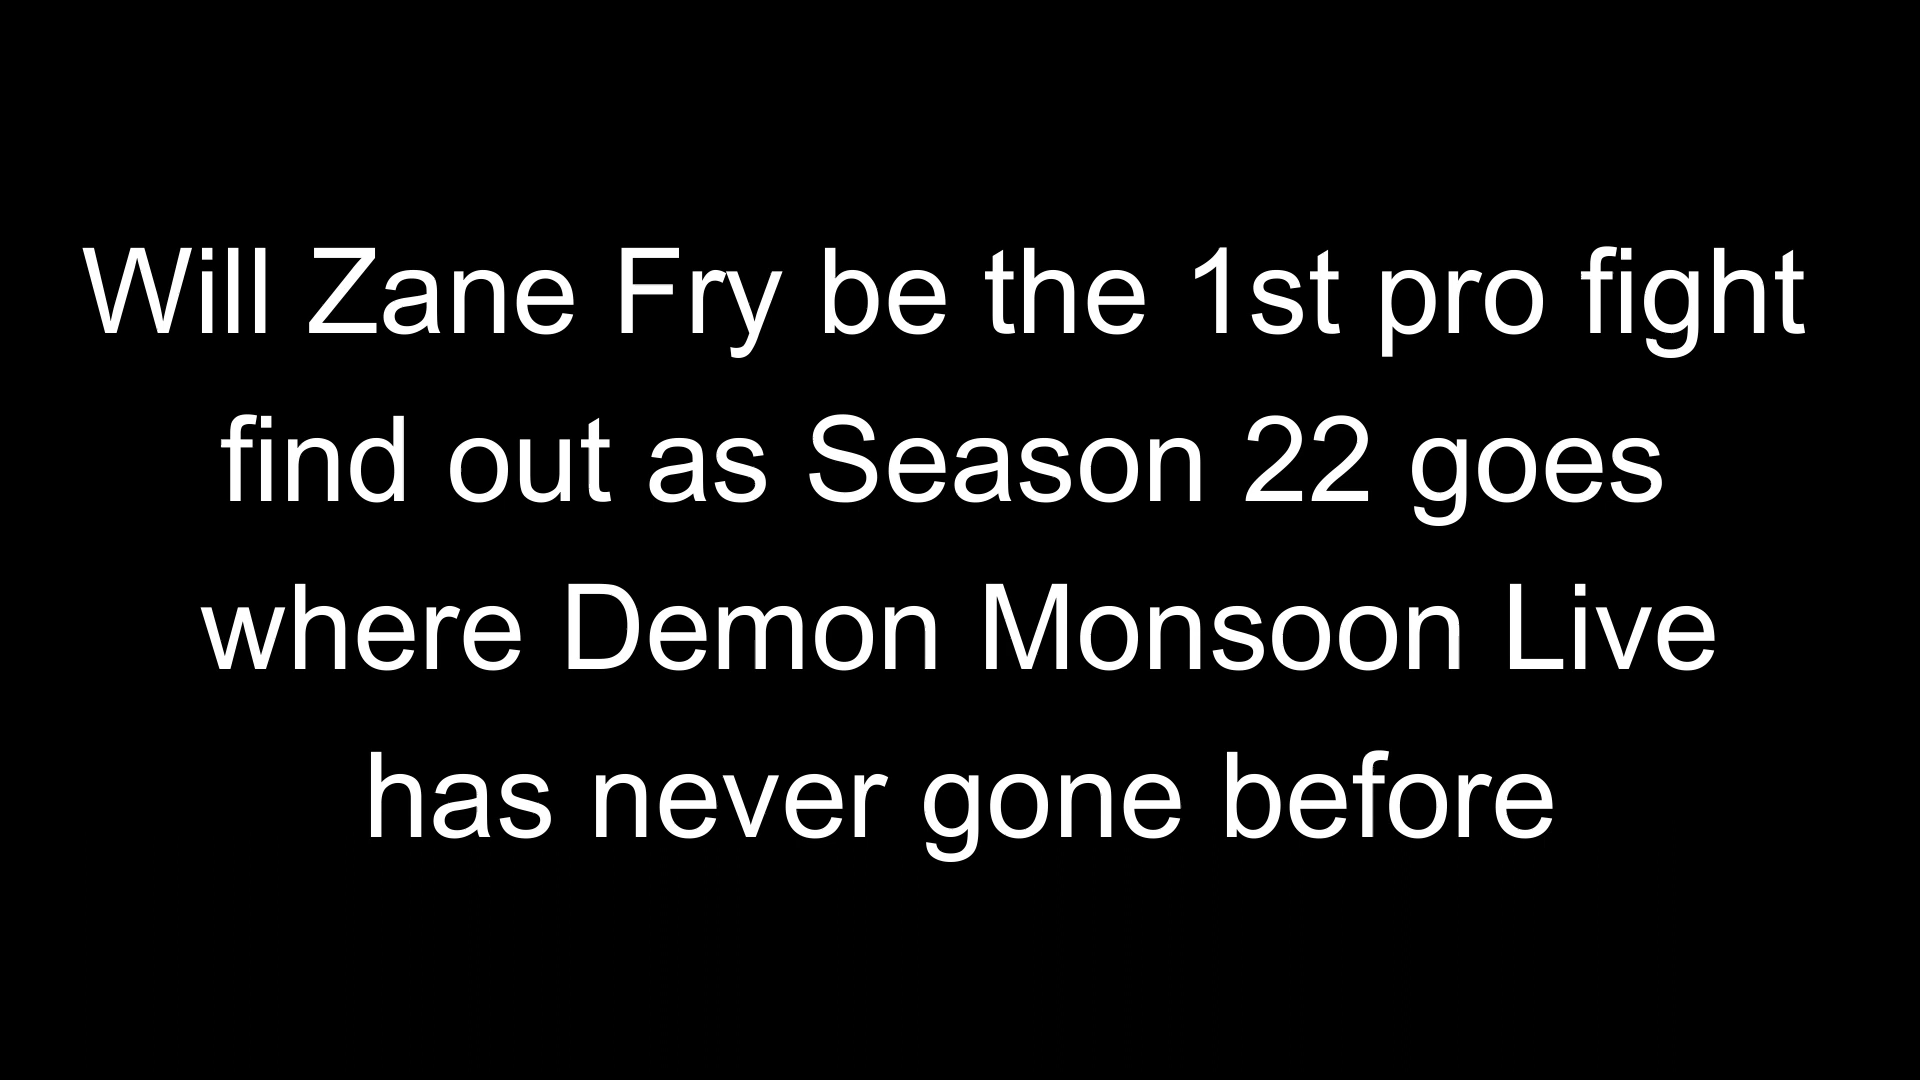 Will Zane Fry be the 1st pro fight
find out as Season 22 goes
where Demon Monsoon Live
has never gone before